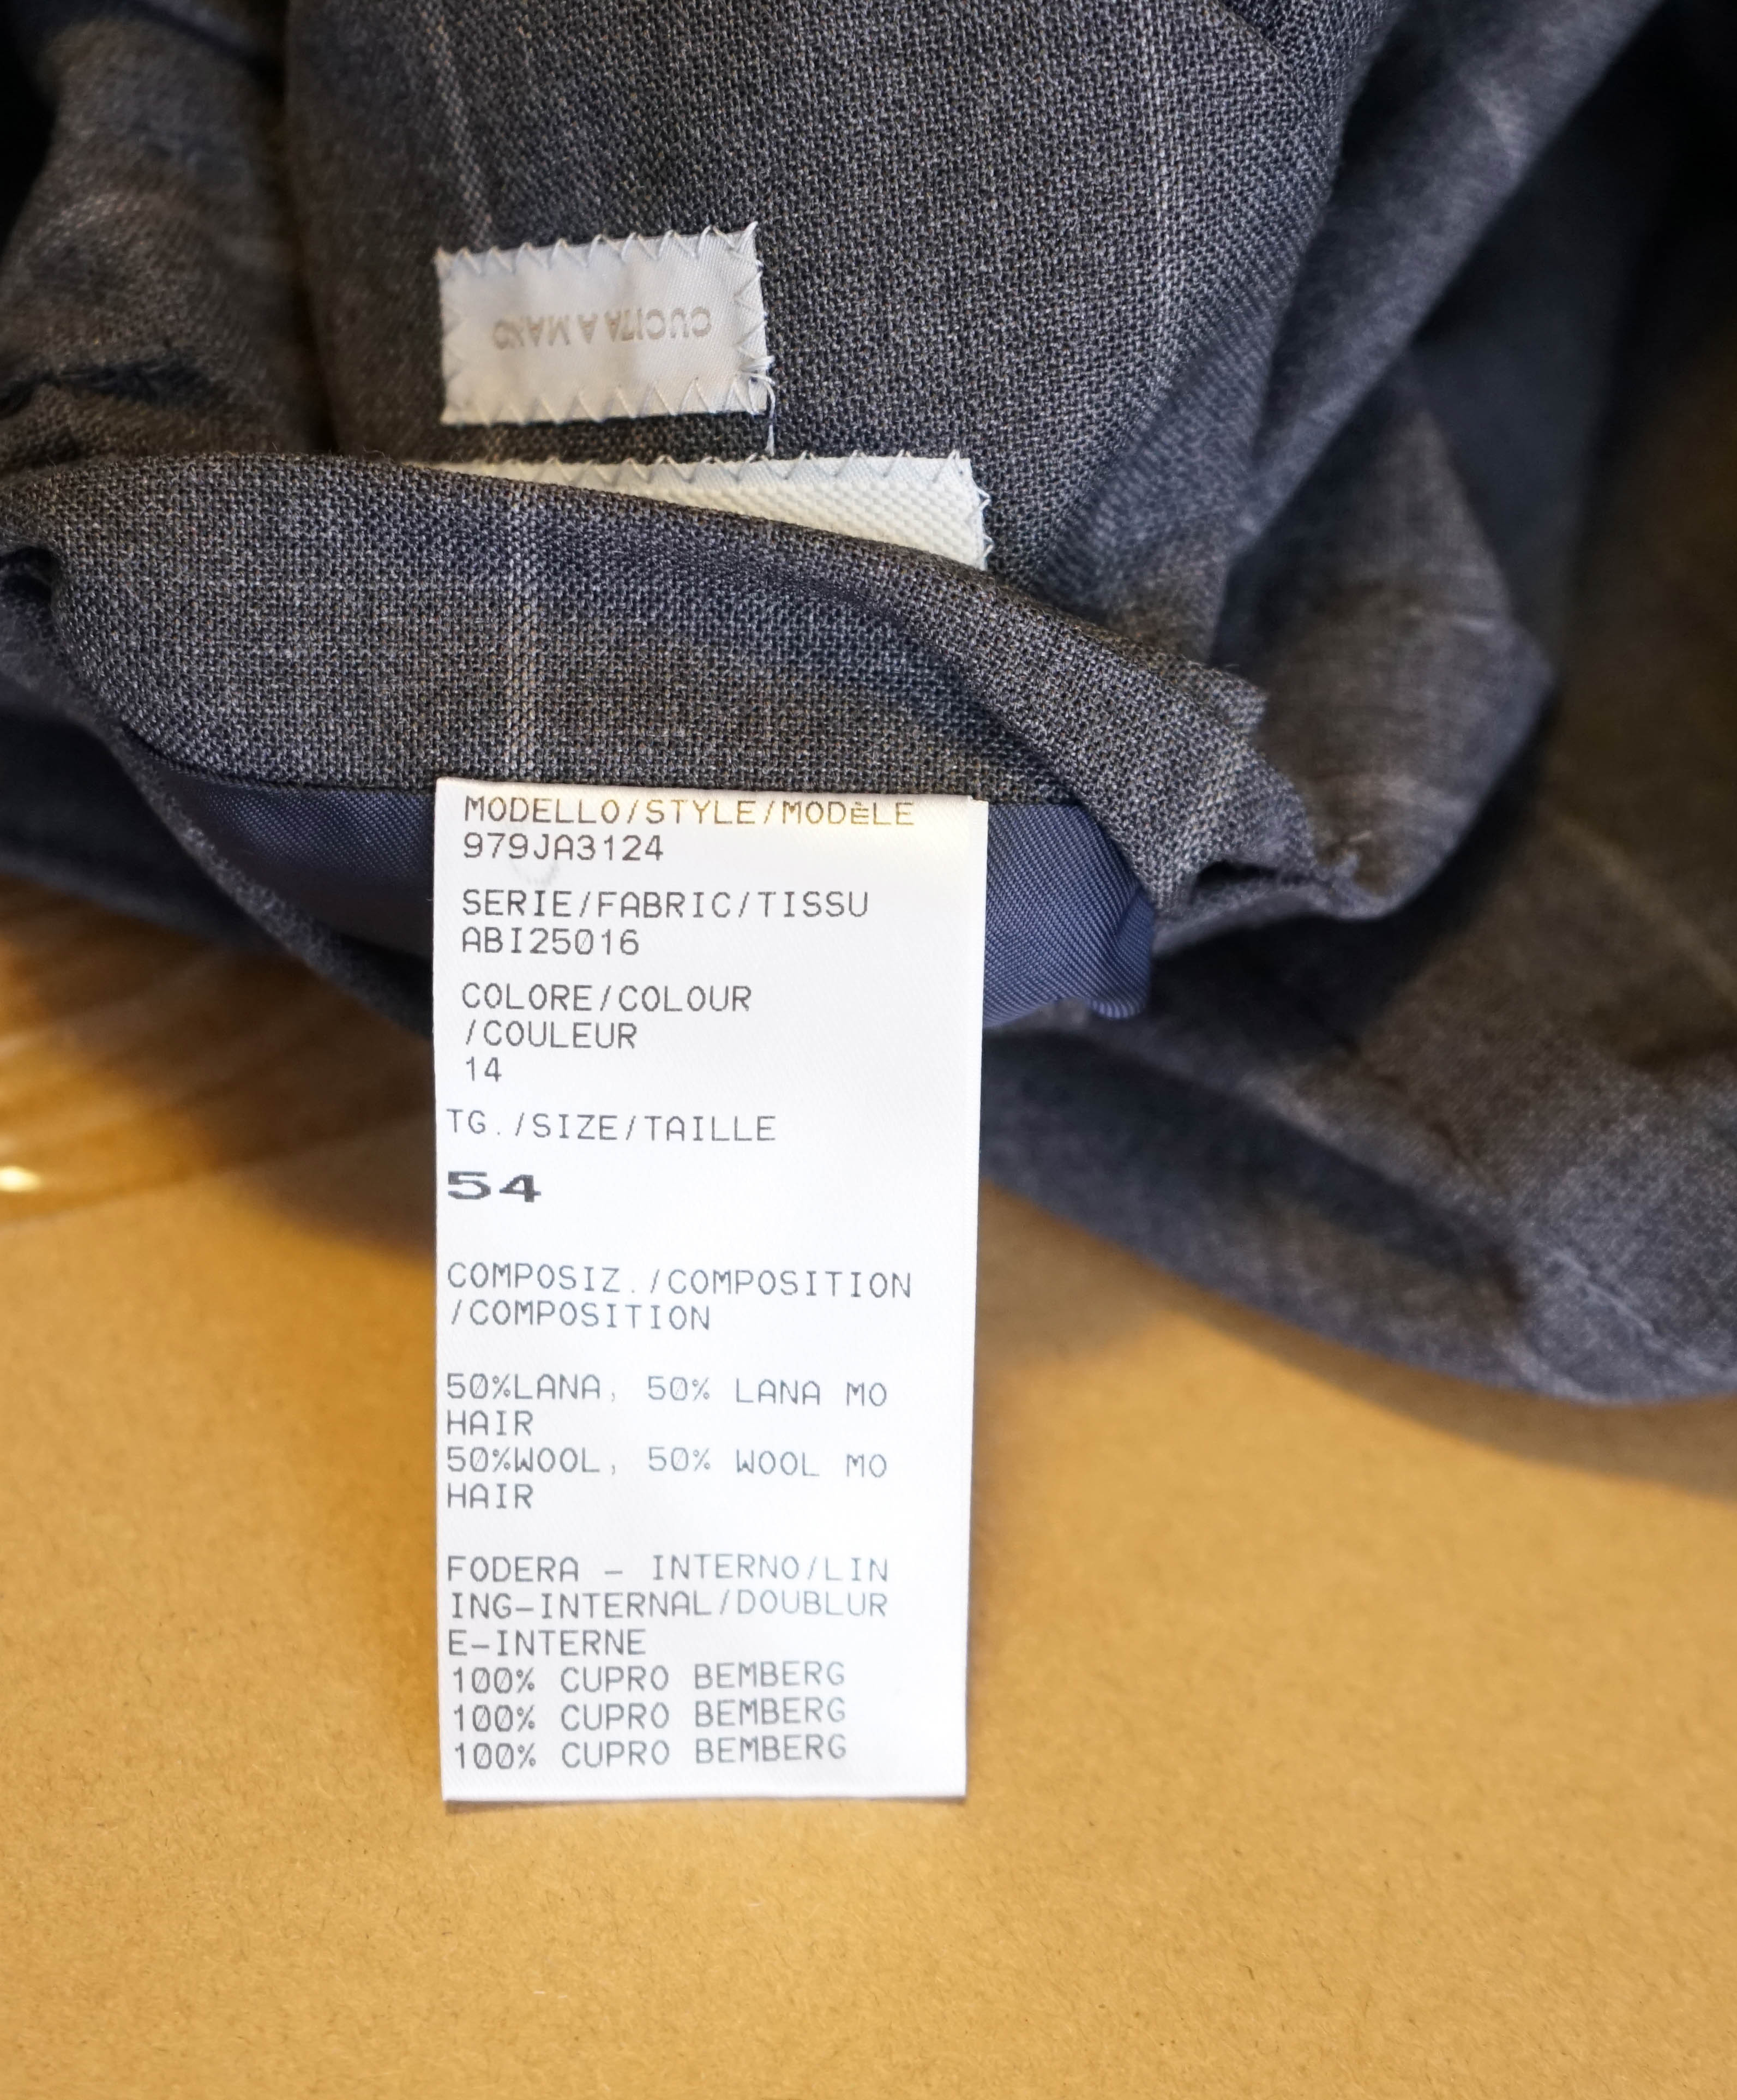 CUCITA A MANO
MODELLO/STYLE/MODèLE
979JA3124
SERIE/FABRIC/TISSU
ABI25016
COLORE/COLOUR
/COULEUR
14
TG./SIZE/TAILLE
54
COMPOSIZ./COMPOSITION
/COMPOSITION
50%LANA, 50% LANA MO
HAIR
50%WOOL, 50% WOOL MO
HAIR
FODERA - INTERNO/LIN
ING-INTERNAL/DOUBLUR
E-INTERNE
100% CUPRO BEMBERG
100% CUPRO BEMBERG
100% CUPRO BEMBERG